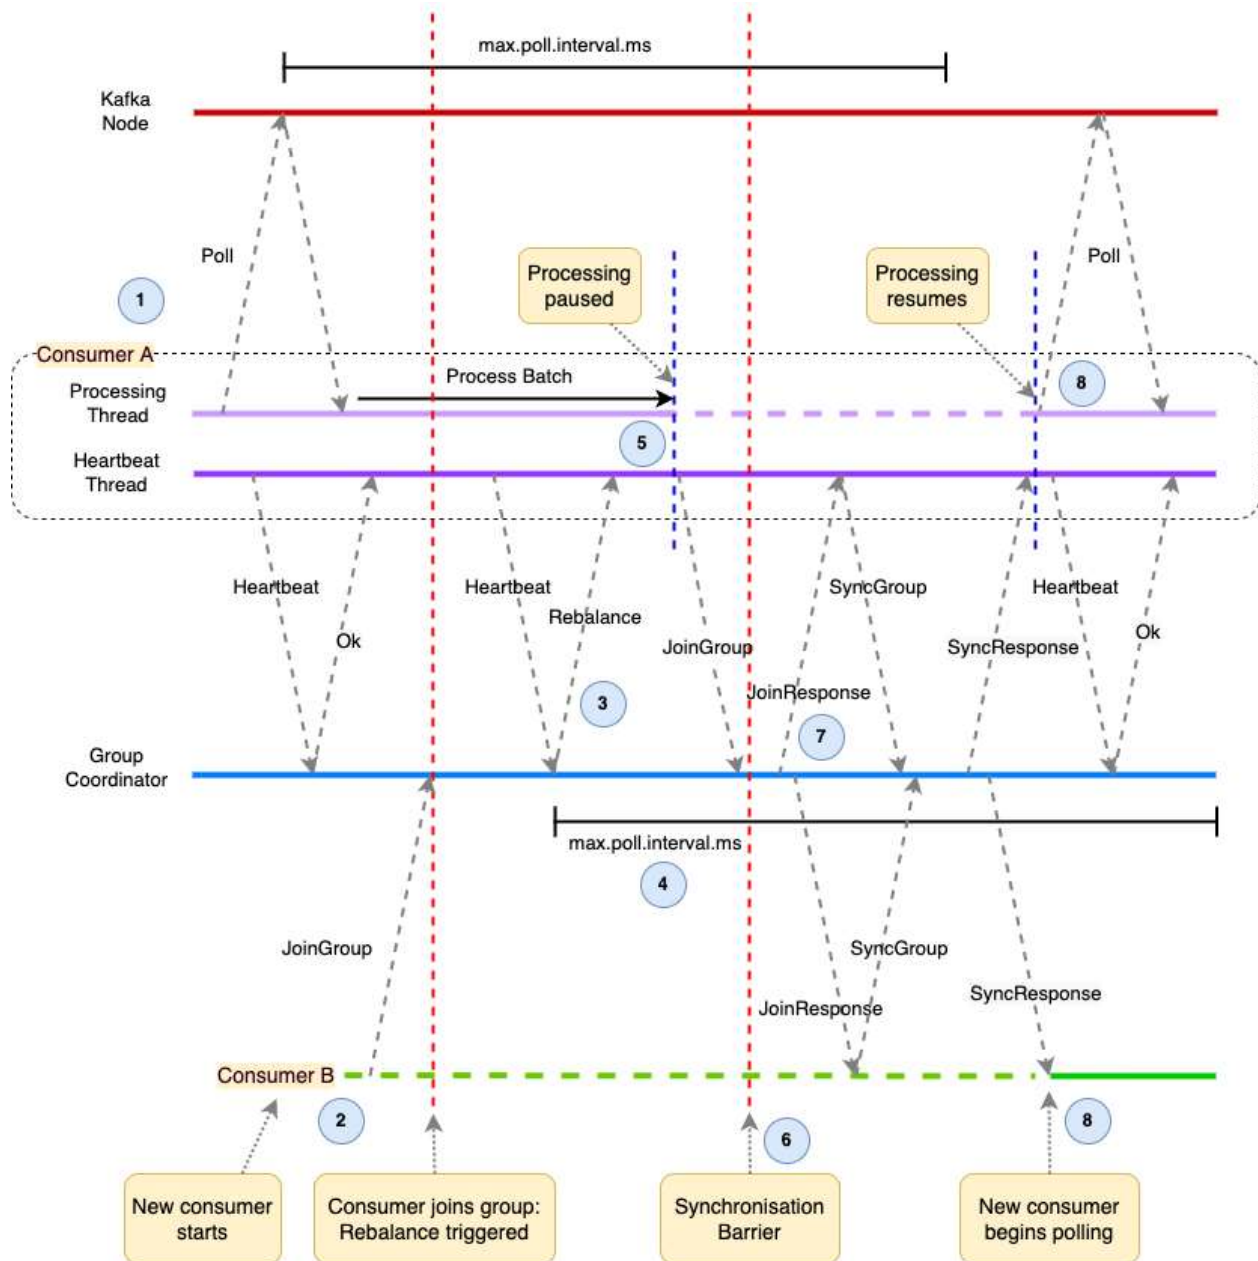 max.poll.interval.ms
Kafka
Node
Poll
Processing
paused
Processing
resumes
Poll
1
Consumer A
Process Batch
8
Processing
Thread
5
Heartbeat
Thread
Heartbeat
Heartbeat
SyncGroup
Heartbeat
Rebalance
Ok
Ok
JoinGroup
SyncResponse
JoinResponse
3
7
Group
Coordinator
max.poll.interval.ms
4
JoinGroup
SyncGroup
JoinResponse
SyncResponse
Consumer B
2
6
8
New consumer
starts
Consumer joins group:
Rebalance triggered
Synchronisation
Barrier
New consumer
begins polling